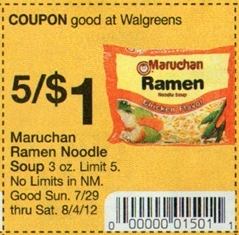 COUPON good at Walgreens
5/$1
Maruchan
Ramen
Noodle Soup
Chicken Flavor
Maruchan
Ramen Noodle
Soup 3 oz. Limit 5.
No Limits in NM.
Good Sun. 7/29
thru Sat. 8/4/12
0 00000 01501 1